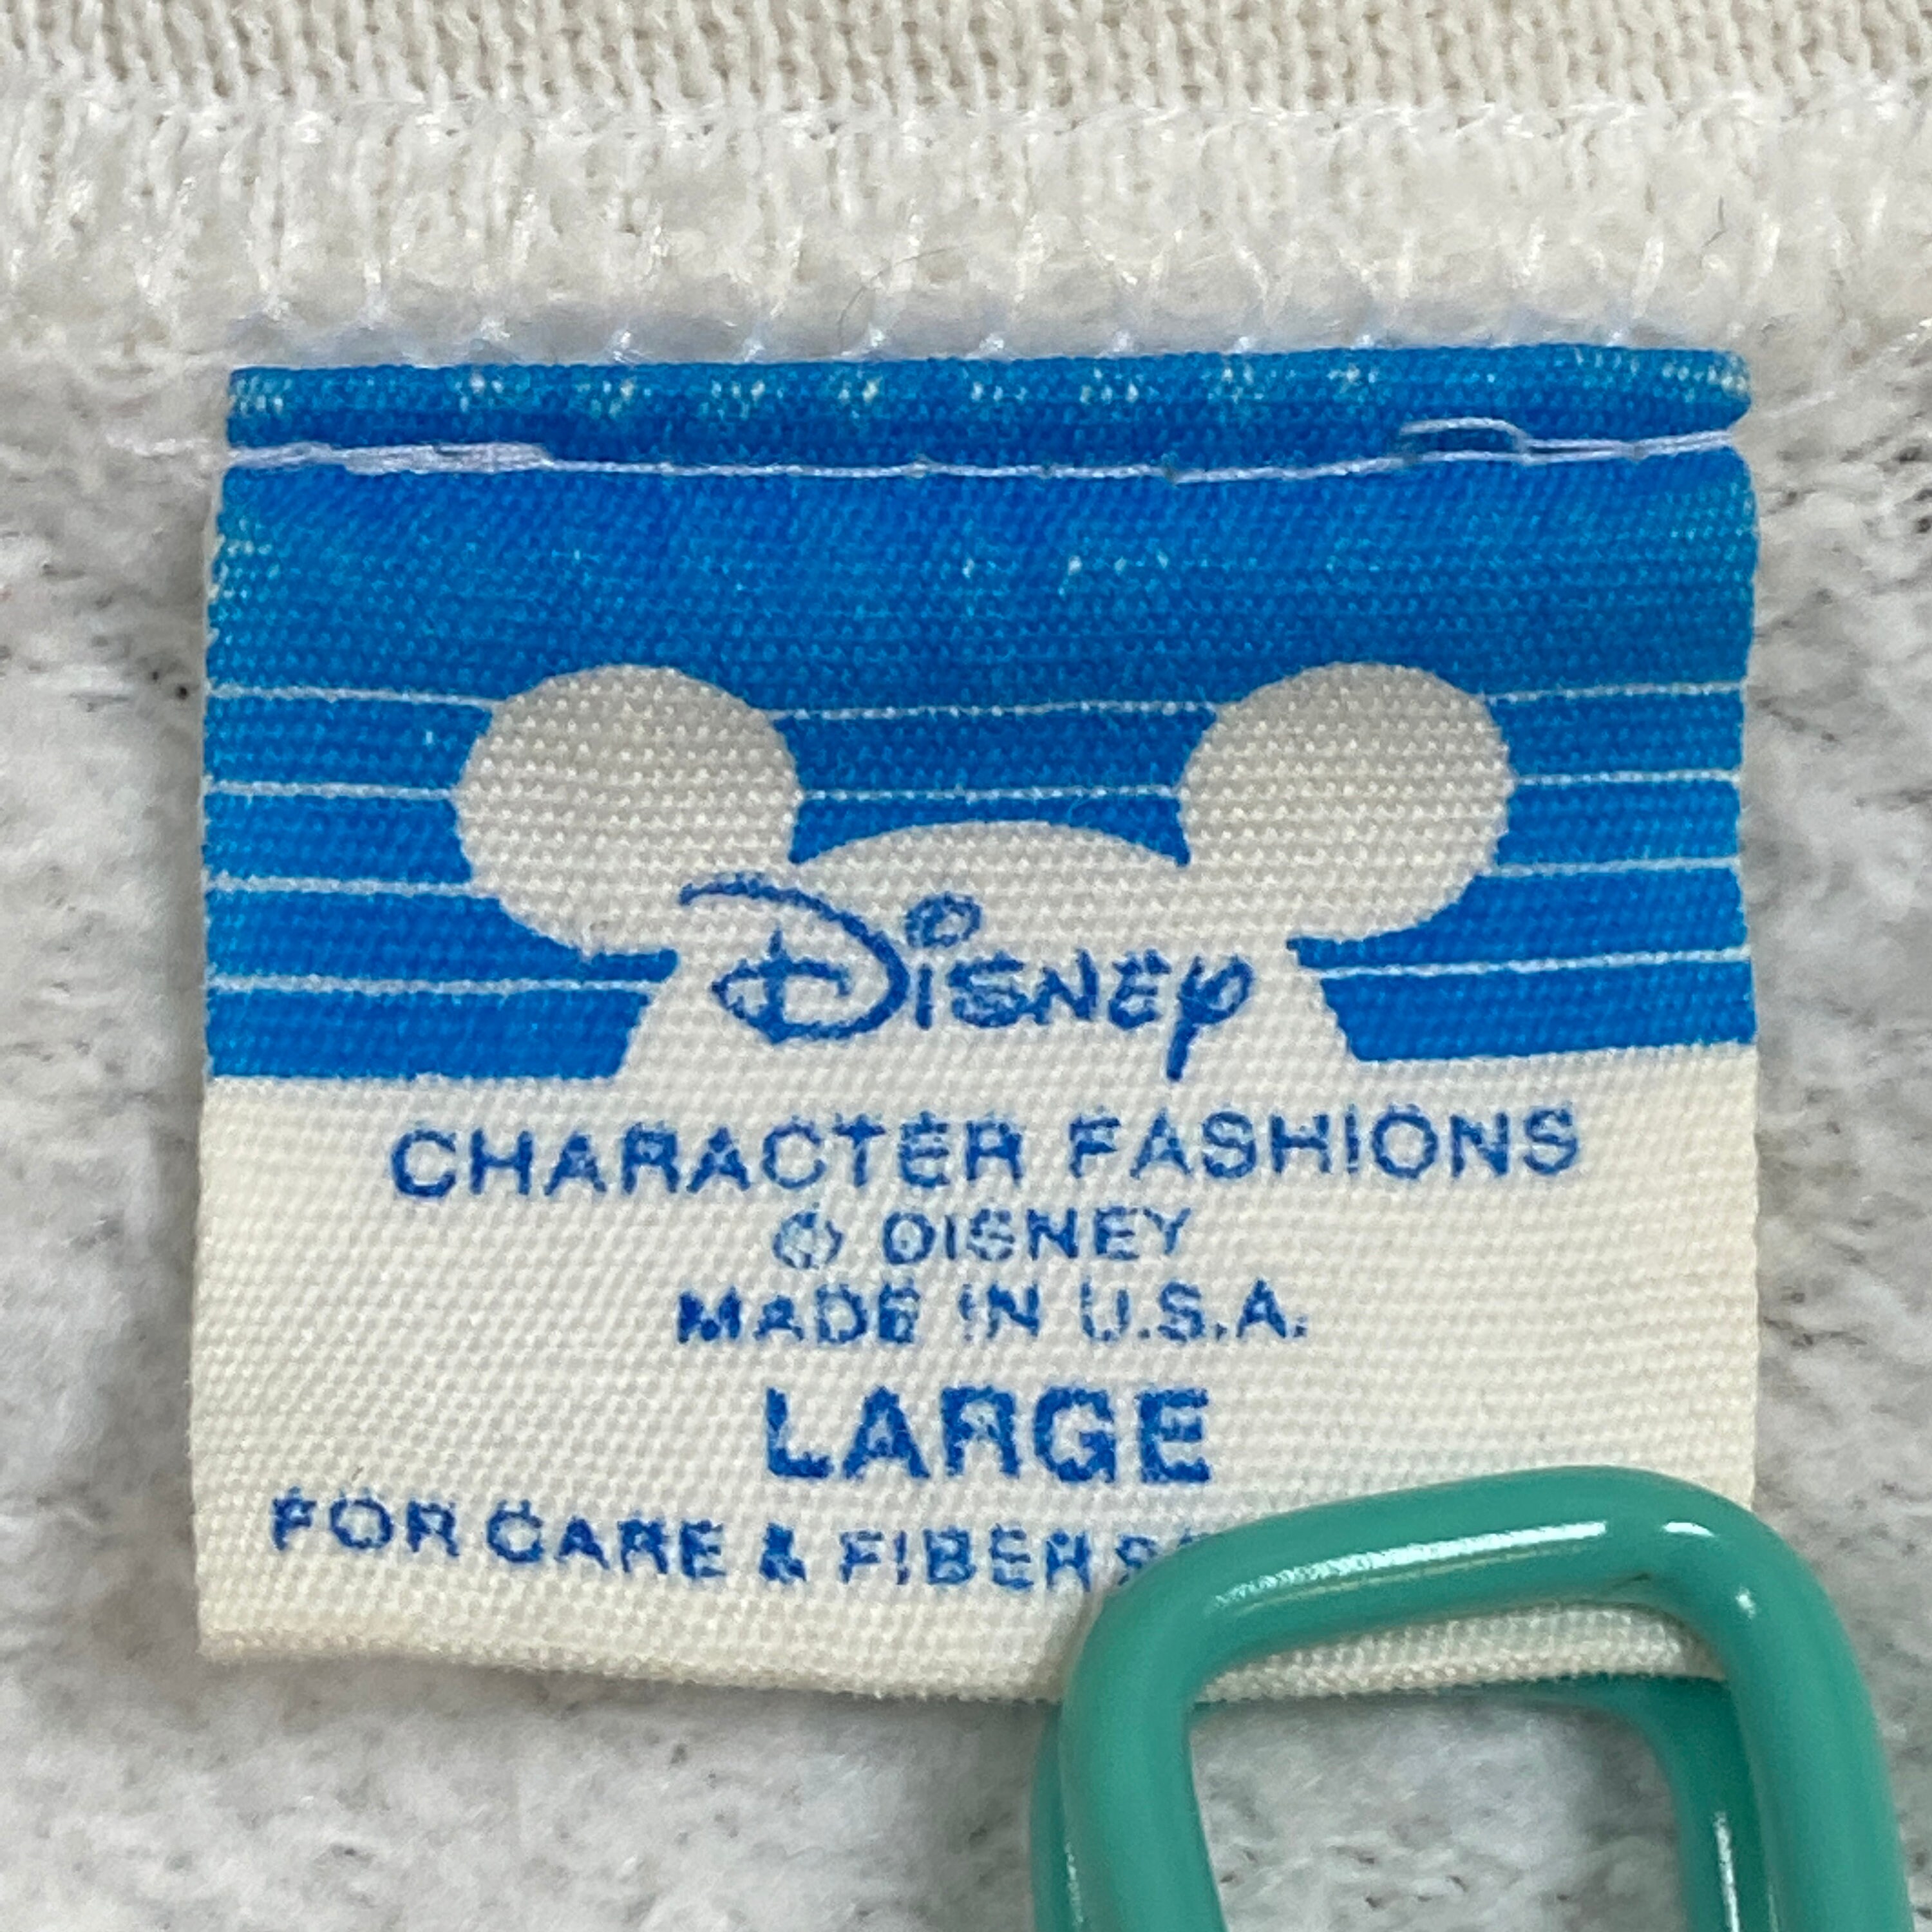 Disney
CHARACTER FASHIONS
© DISNEY
MADE IN U.S.A.
LARGE
FOR CARE & FIBER